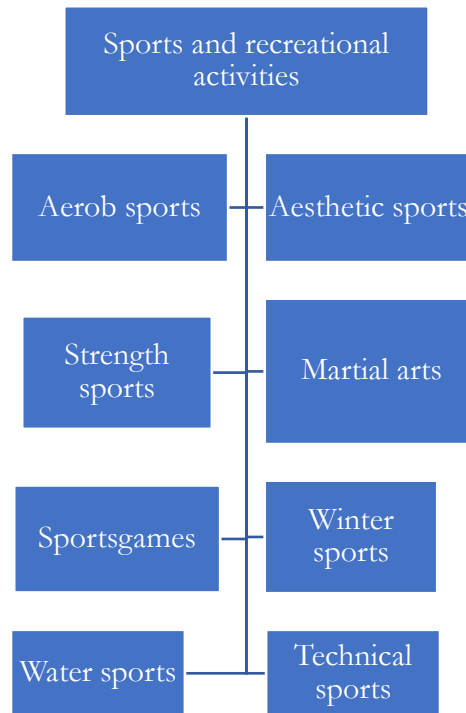 Sports and recreational
activities
Aerob sports
Aesthetic sports
Strength
sports
Martial arts
Sportsgames
Winter
sports
Water sports
Technical
sports